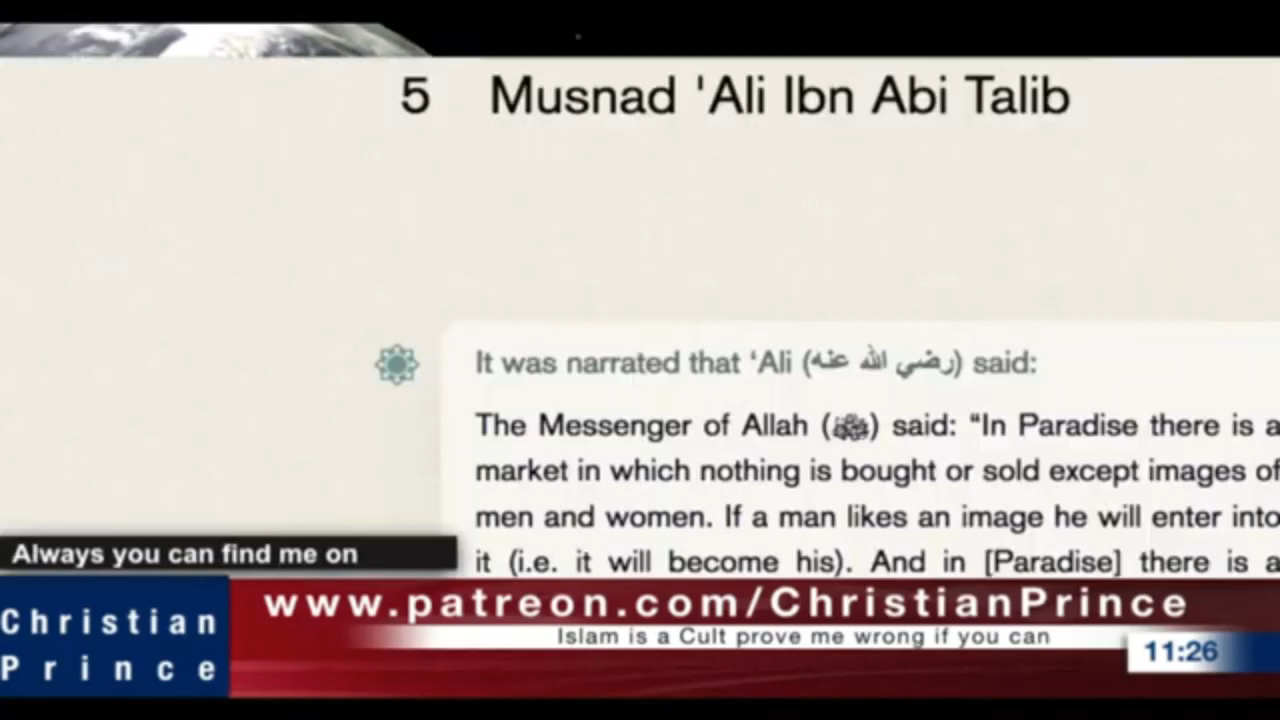 5 Musnad 'Ali Ibn Abi Talib
It was narrated that ‘Ali (رضي الله عنه) said:
The Messenger of Allah (ﷺ) said: “In Paradise there is a
market in which nothing is bought or sold except images of
men and women. If a man likes an image he will enter into
it (i.e. it will become his). And in [Paradise] there is a
Always you can find me on
Christian
Prince
www.patreon.com/ChristianPrince
Islam is a Cult prove me wrong if you can
11:26